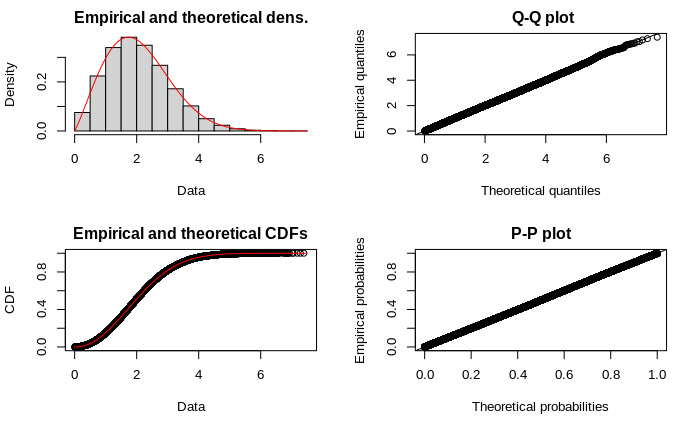 Empirical and theoretical dens.
Density
0.0
0.2
0
2
4
6
Data
Q-Q plot
Empirical quantiles
0
2
4
6
0
2
4
6
Theoretical quantiles
Empirical and theoretical CDFs
CDF
0.0
0.4
0.8
0
2
4
6
Data
P-P plot
Empirical probabilities
0.0
0.4
0.8
0.0
0.2
0.4
0.6
0.8
1.0
Theoretical probabilities